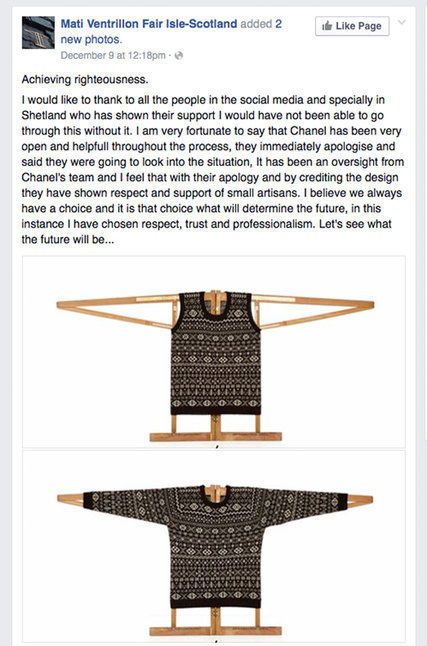 Mati Ventrillon Fair Isle-Scotland added 2
new photos.
Like Page
December 9 at 12:18pm ·
Achieving righteousness.
I would like to thank to all the people in the social media and specially in
Shetland who has shown their support I would have not been able to go
through this without it. I am very fortunate to say that Chanel has been very
open and helpfull throughout the process, they immediately apologise and
said they were going to look into the situation, It has been an oversight from
Chanel's team and I feel that with their apology and by crediting the design
they have shown respect and support of small artisans. I believe we always
have a choice and it is that choice what will determine the future, in this
instance I have chosen respect, trust and professionalism. Let's see what
the future will be...